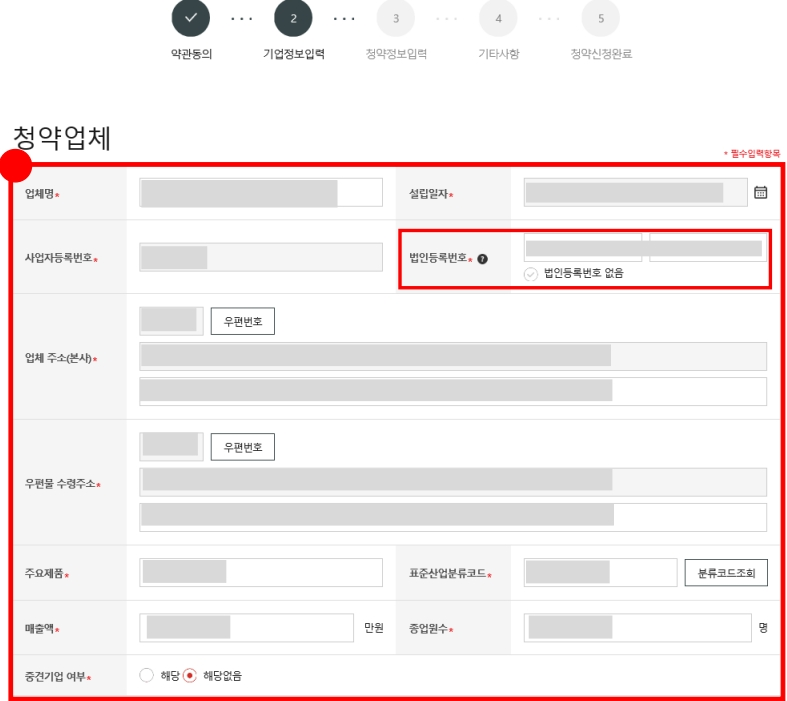 2 3 4 5
약관동의 기업정보입력 청약정보입력 기타사항 청약신청완료
청약업체
* 필수입력항목
업체명* 설립일자*
사업자등록번호* 법인등록번호* ?
법인등록번호 없음
우편번호
업체 주소(본사)*
우편번호
우편물 수령주소*
주요제품* 표준산업분류코드* 분류코드조회
매출액* 만원 종업원수* 명
중견기업 여부* 해당 해당없음